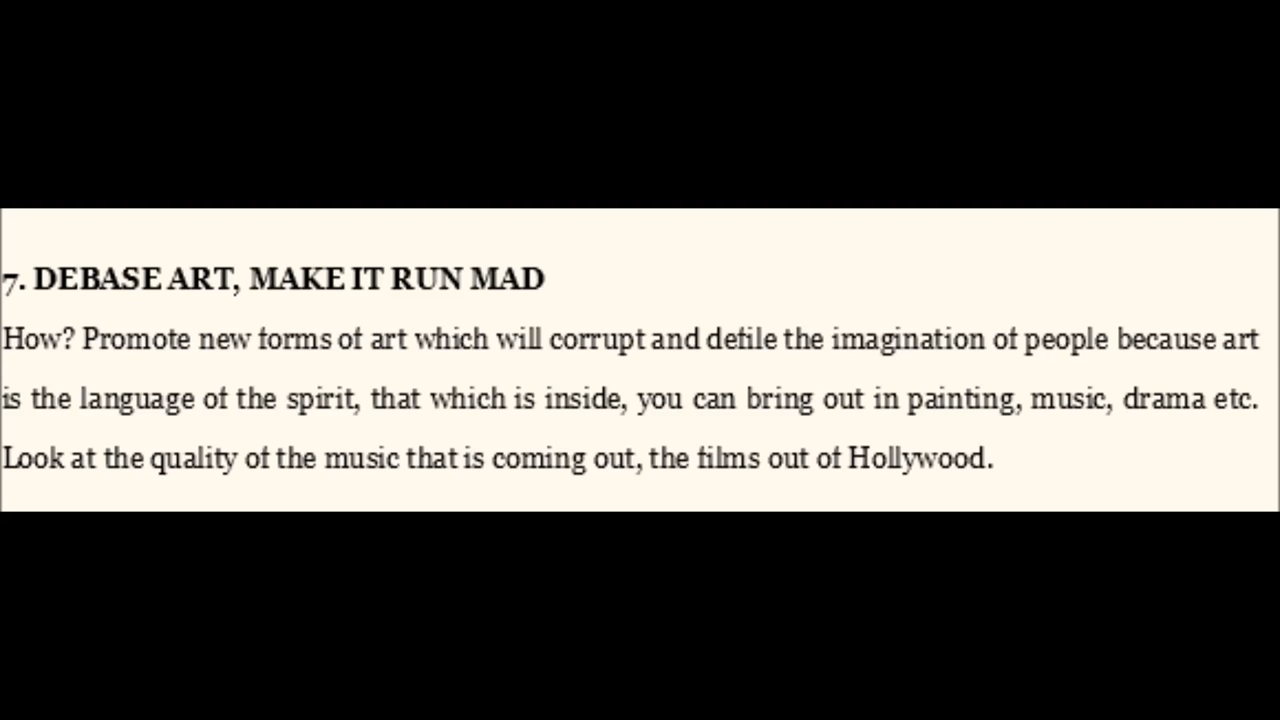 7. DEBASE ART, MAKE IT RUN MAD
How? Promote new forms of art which will corrupt and defile the imagination of people because art
is the language of the spirit, that which is inside, you can bring out in painting, music, drama etc.
Look at the quality of the music that is coming out, the films out of Hollywood.